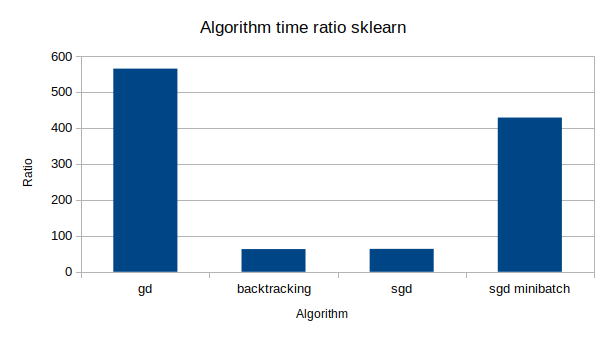 Algorithm time ratio sklearn
600
500
400
300
200
100
0
Ratio
gd backtracking sgd sgd minibatch
Algorithm